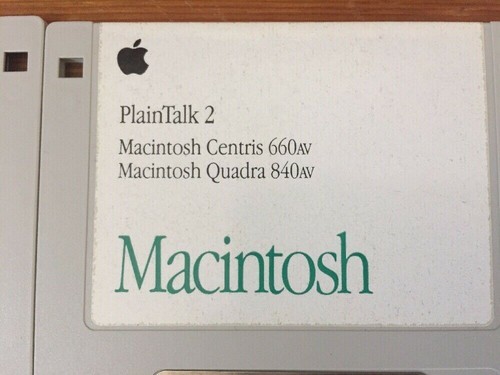 PlainTalk 2
Macintosh Centris 660AV
Macintosh Quadra 840AV
Macintosh